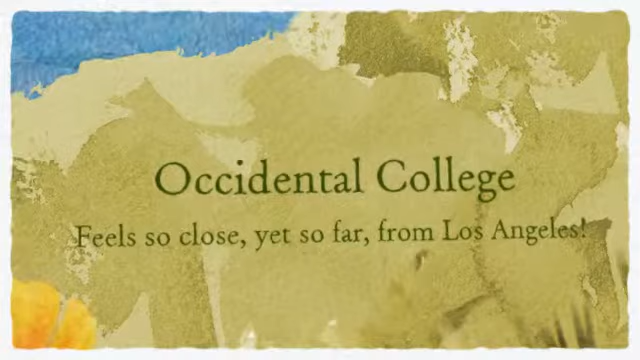 Occidental College
Feels so close, yet so far, from Los Angeles!